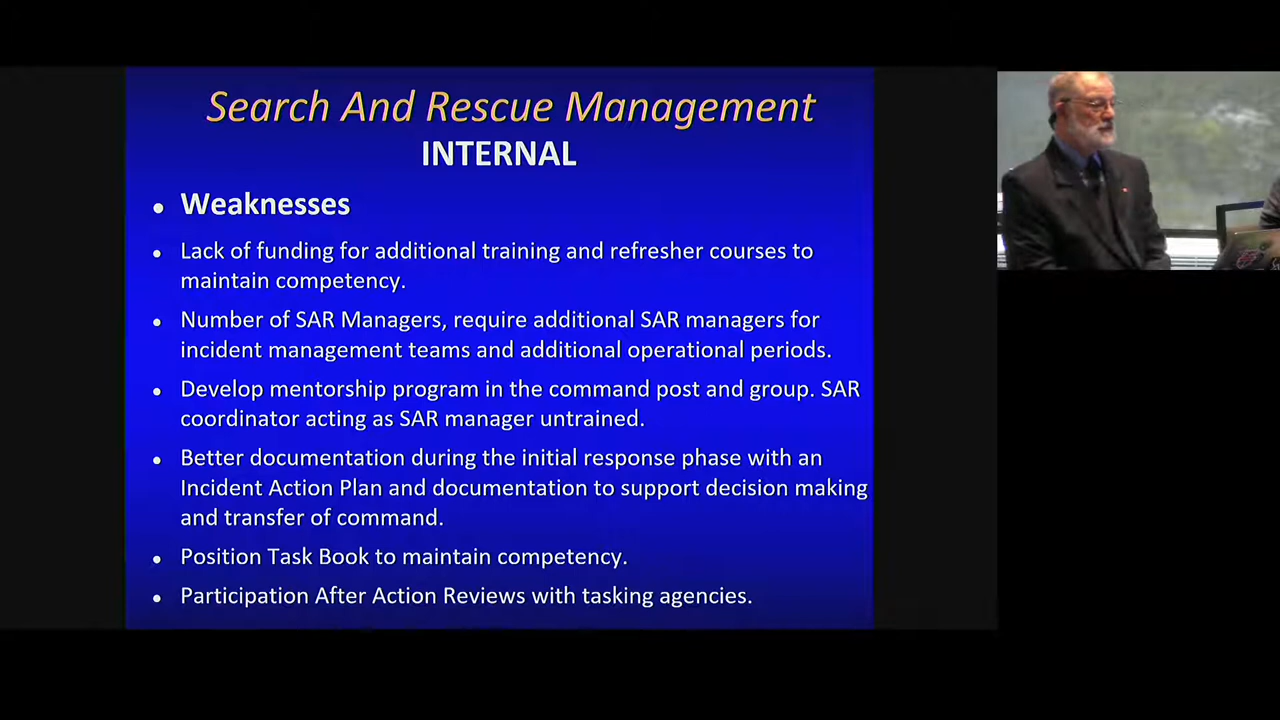 Search And Rescue Management
INTERNAL
• Weaknesses
• Lack of funding for additional training and refresher courses to
maintain competency.
• Number of SAR Managers, require additional SAR managers for
incident management teams and additional operational periods.
• Develop mentorship program in the command post and group. SAR
coordinator acting as SAR manager untrained.
• Better documentation during the initial response phase with an
Incident Action Plan and documentation to support decision making
and transfer of command.
• Position Task Book to maintain competency.
• Participation After Action Reviews with tasking agencies.